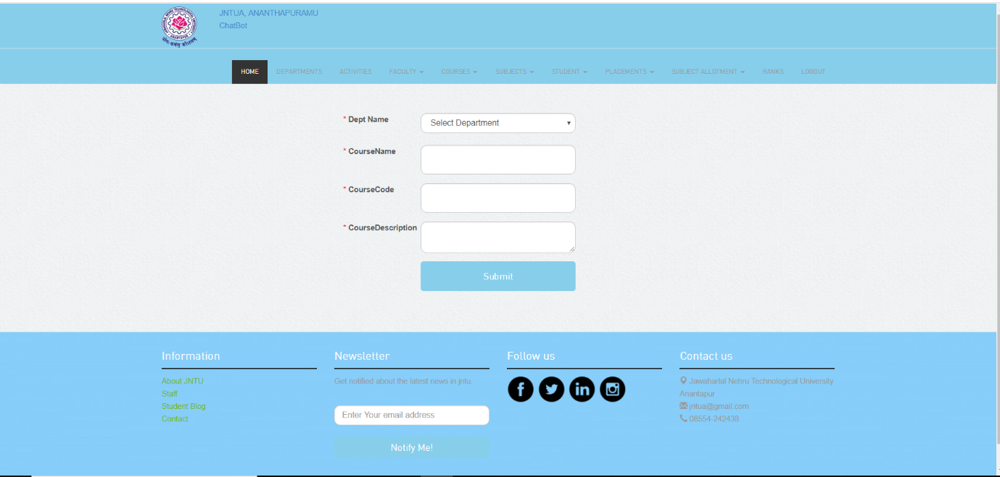 JNTUA, ANANTHAPURAMU
ChatBot
HOME DEPARTMENTS ACTIVITIES FACULTY COURSES SUBJECTS STUDENT PLACEMENTS SUBJECT ALLOTMENT RANKS LOGOUT
* Dept Name Select Department
* CourseName
* CourseCode
* CourseDescription
Submit
Information Newsletter Follow us Contact us
About JNTU Get notified about the latest news in jntu Jawaharlal Nehru Technological University
Staff Anantapur
Student Blog jntua@gmail.com
Contact Enter Your email address 08554-242438
Notify Me!